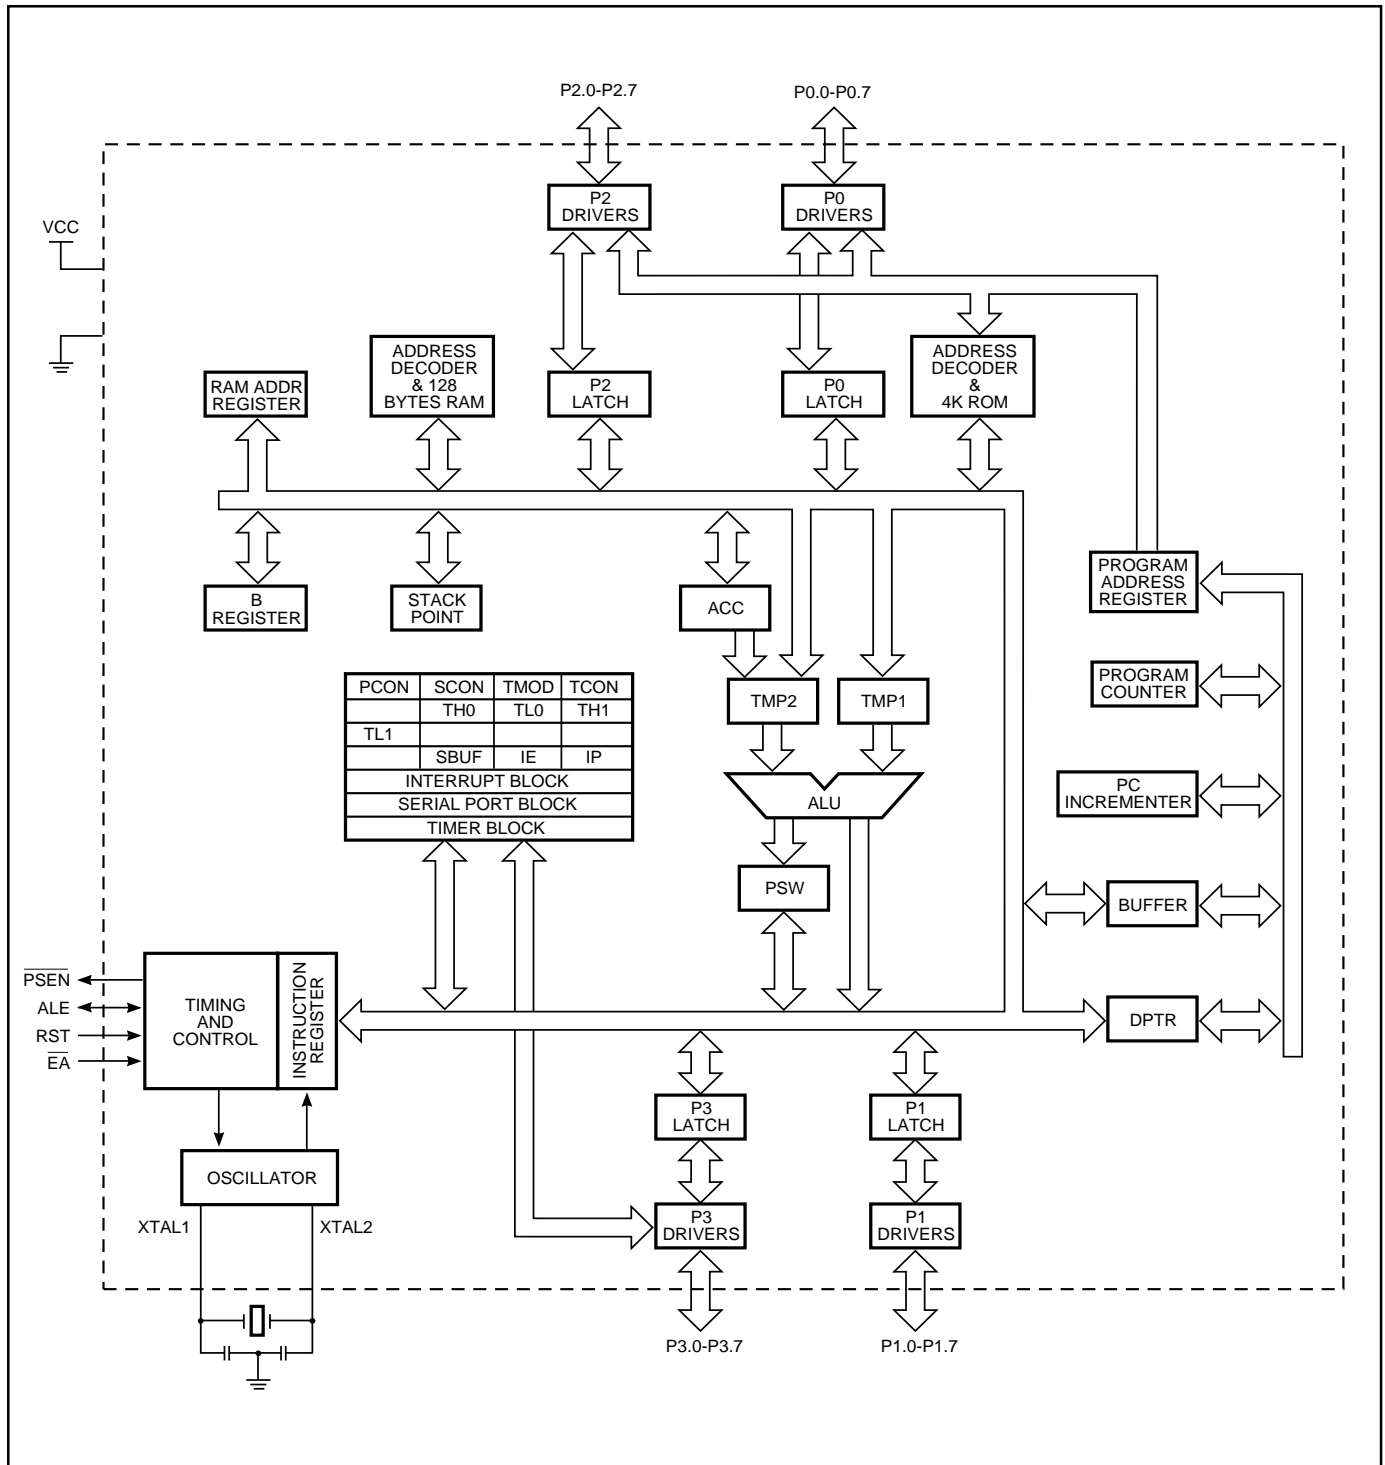 P2.0-P2.7
P0.0-P0.7
P2
DRIVERS
P0
DRIVERS
VCC
RAM ADDR
REGISTER
ADDRESS
DECODER
& 128
BYTES RAM
P2
LATCH
P0
LATCH
ADDRESS
DECODER
&
4K ROM
B
REGISTER
STACK
POINT
ACC
PROGRAM
ADDRESS
REGISTER
PCON SCON TMOD TCON
TH0 TL0 TH1
TL1
SBUF IE IP
INTERRUPT BLOCK
SERIAL PORT BLOCK
TIMER BLOCK
TMP2
TMP1
PROGRAM
COUNTER
ALU
PC
INCREMENTER
PSW
BUFFER
PSEN
ALE
RST
EA
TIMING
AND
CONTROL
INSTRUCTION
REGISTER
DPTR
P3
LATCH
P1
LATCH
OSCILLATOR
XTAL1
XTAL2
P3
DRIVERS
P1
DRIVERS
P3.0-P3.7
P1.0-P1.7